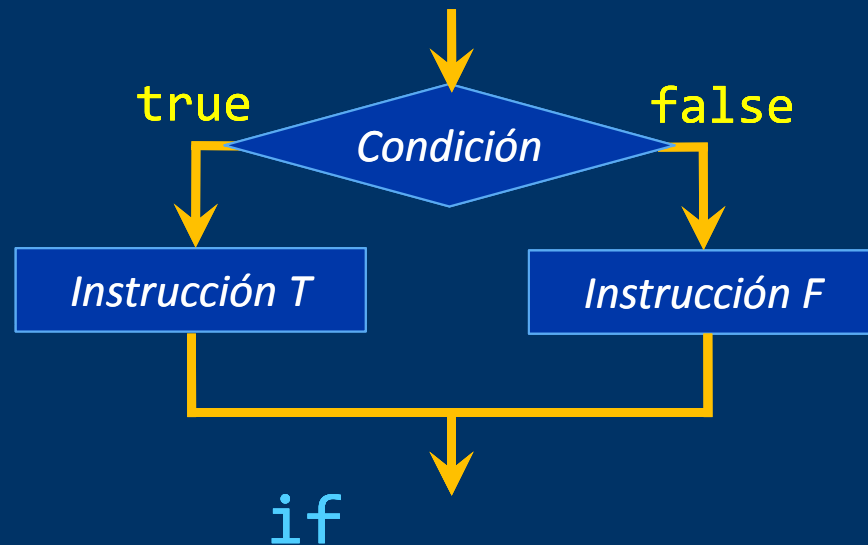 true
false
Condición
Instrucción T
Instrucción F
if